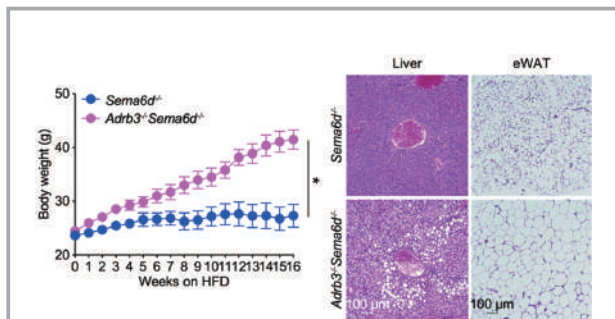 Sema6d-/-
Adrb3-/-Sema6d-/-
Body weight (g)
50
40
30
20
0 1 2 3 4 5 6 7 8 9 10 11 12 13 14 15 16
Weeks on HFD
*
Liver
eWAT
Sema6d-/-
Adrb3-/-Sema6d-/-
100 μm
100 μm